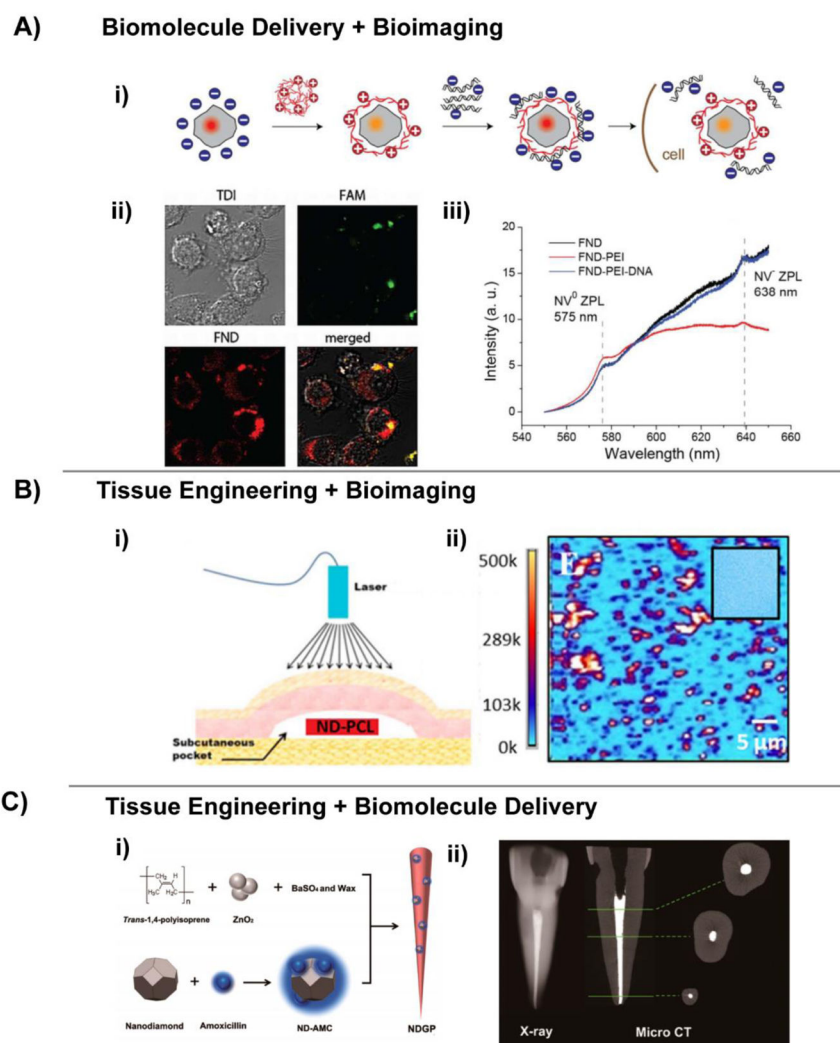 A) Biomolecule Delivery + Bioimaging
i)
cell
ii)
TDI
FAM
FND
merged
iii)
20
15
10
5
0
Intensity (a. u.)
FND
FND-PEI
FND-PEI-DNA
NV⁰ ZPL
575 nm
NV⁻ ZPL
638 nm
540 560 580 600 620 640 660
Wavelength (nm)
B) Tissue Engineering + Bioimaging
i)
Laser
ND-PCL
Subcutaneous
pocket
ii)
500k
289k
103k
0k
E
5 μm
C) Tissue Engineering + Biomolecule Delivery
i)
CH₂ H
H₃C CH₂
n
Trans-1,4-polyisoprene
+
ZnO₂
+
BaSO₄ and Wax
Nanodiamond
+
Amoxicillin
ND-AMC
NDGP
ii)
X-ray
Micro CT